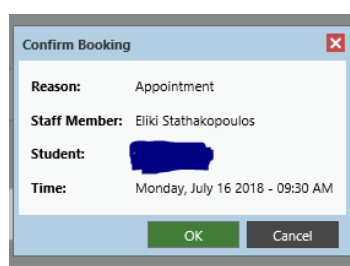 Confirm Booking
Reason: Appointment
Staff Member: Eliki Stathakopoulos
Student:
Time: Monday, July 16 2018 - 09:30 AM
OK Cancel